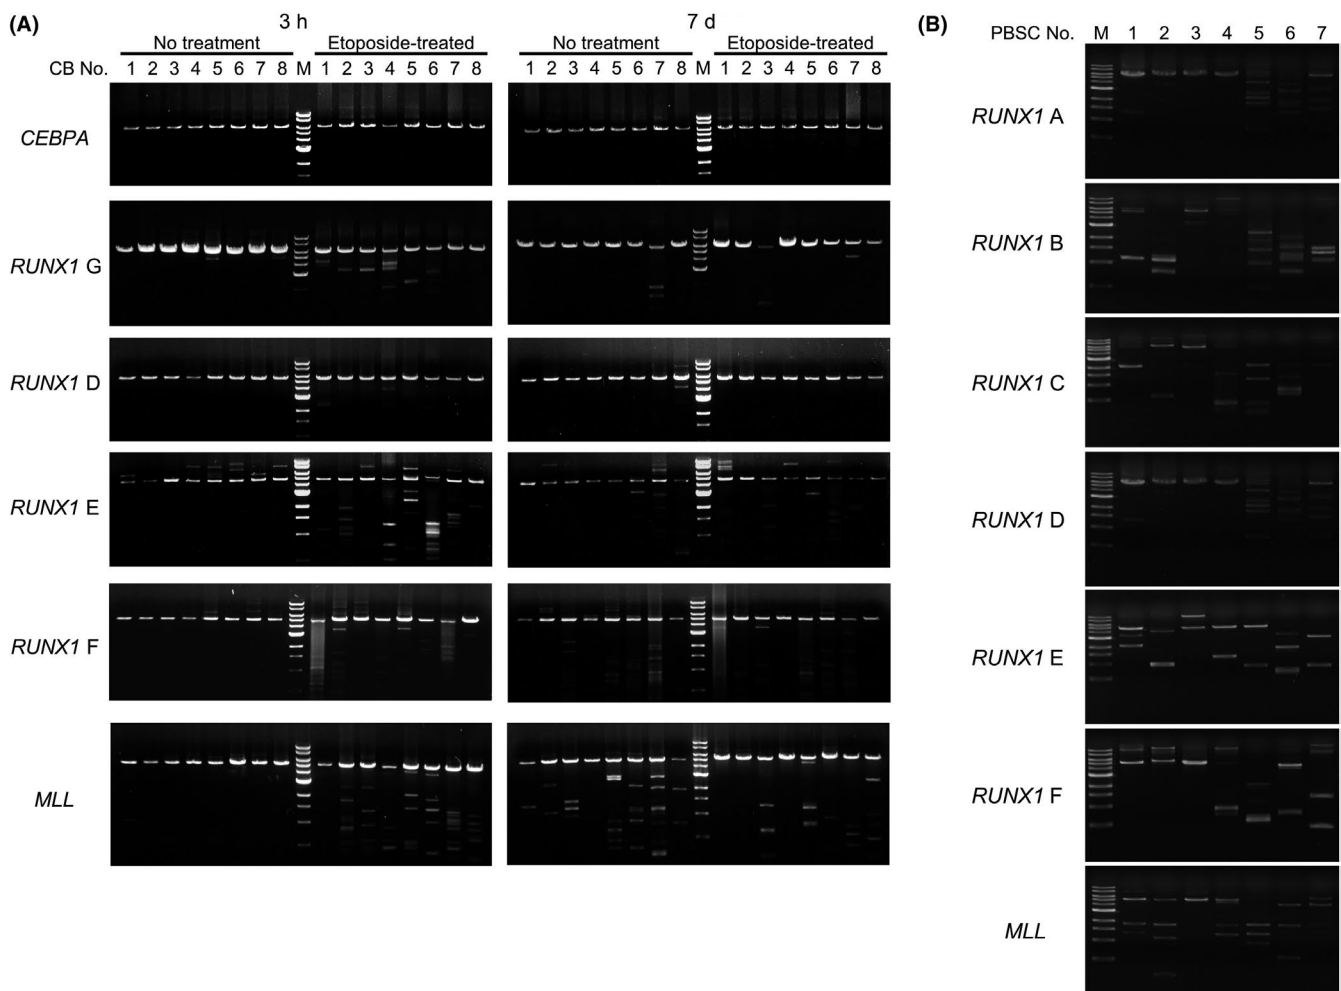 (A)
3 h
7 d
No treatment Etoposide-treated No treatment Etoposide-treated
CB No. 1 2 3 4 5 6 7 8 M 1 2 3 4 5 6 7 8 1 2 3 4 5 6 7 8 M 1 2 3 4 5 6 7 8
CEBPA
RUNX1 G
RUNX1 D
RUNX1 E
RUNX1 F
MLL
(B)
PBSC No. M 1 2 3 4 5 6 7
RUNX1 A
RUNX1 B
RUNX1 C
RUNX1 D
RUNX1 E
RUNX1 F
MLL